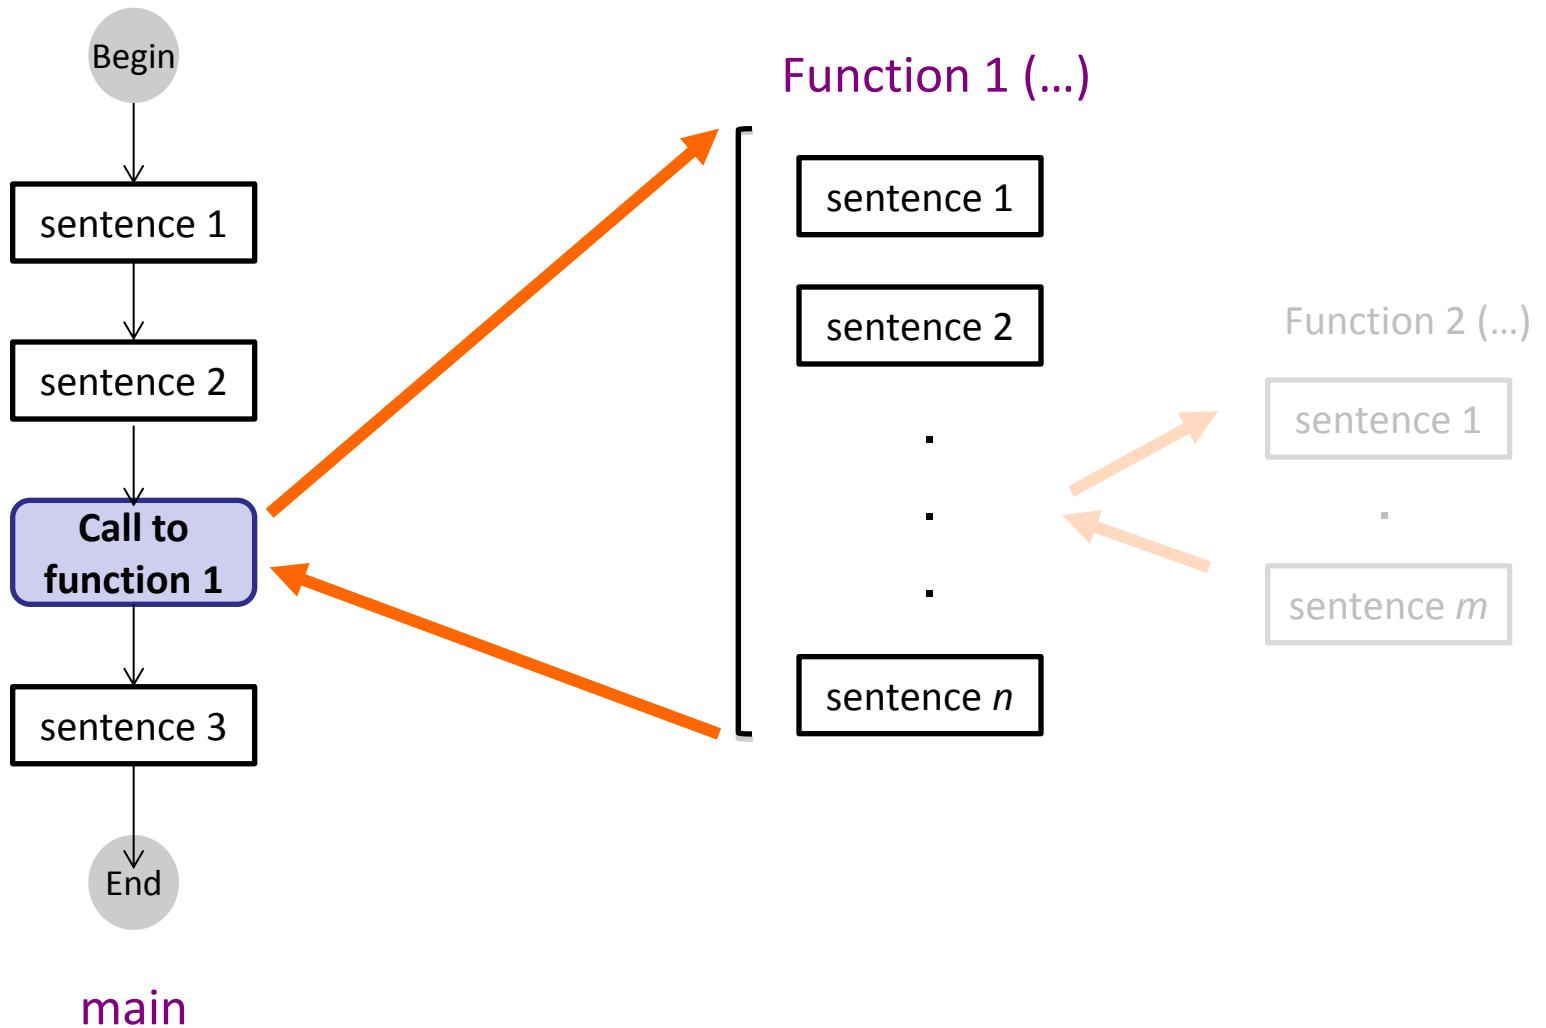 Begin
sentence 1
sentence 2
Call to
function 1
sentence 3
End
main
Function 1 (...)
sentence 1
sentence 2
.
.
.
sentence n
Function 2 (...)
sentence 1
.
sentence m